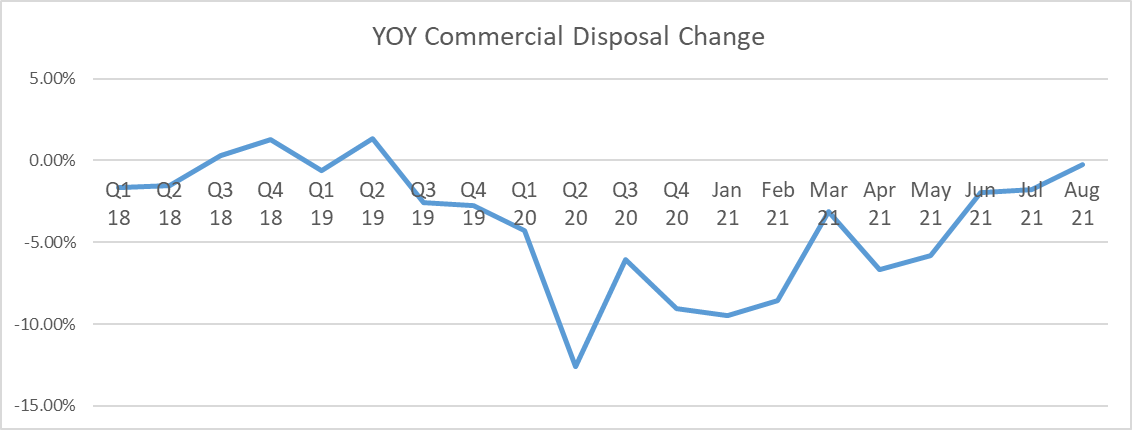 YOY Commercial Disposal Change
5.00%
0.00%
Q1 Q2 Q3 Q4 Q1 Q2 Q3 Q4 Q1 Q2 Q3 Q4 Jan Feb Mar Apr May Jun Jul Aug
18 18 18 18 19 19 19 19 20 20 20 20 21 21 21 21 21 21 21 21
-5.00%
-10.00%
-15.00%